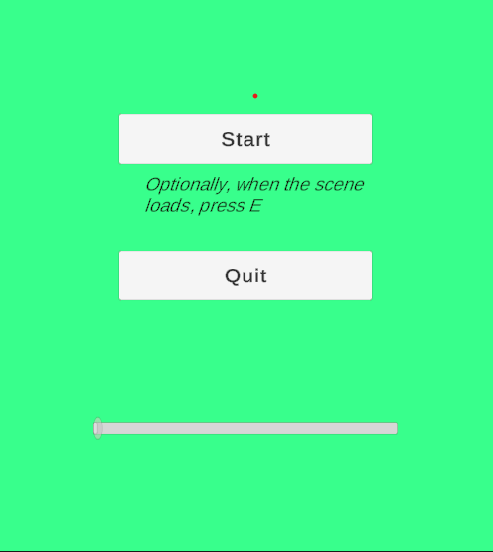 Start
Optionally, when the scene
loads, press E
Quit